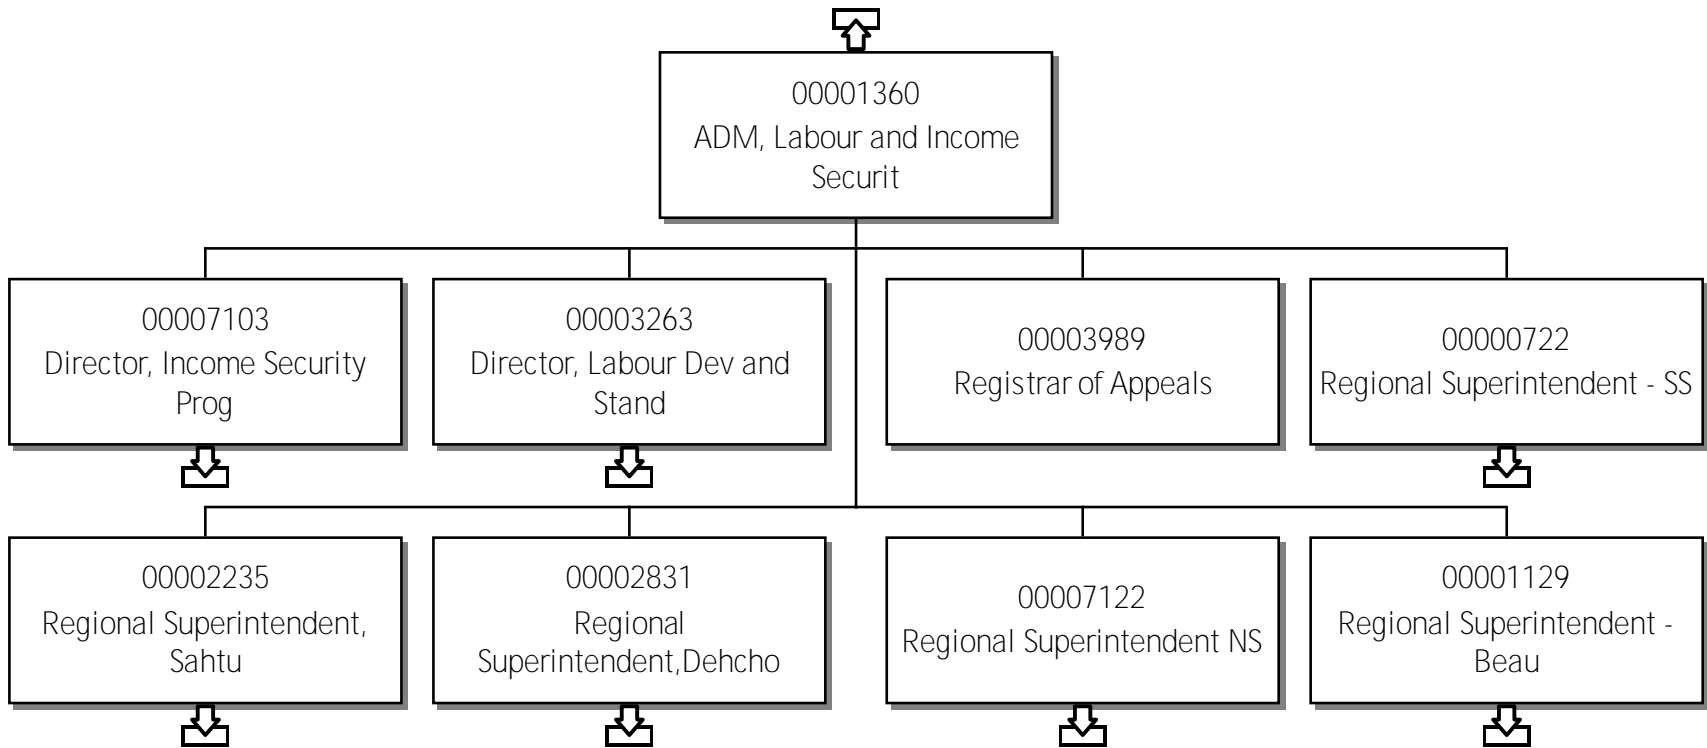 00001360
ADM, Labour and Income
Securit
00007103
Director, Income Security
Prog
00003263
Director, Labour Dev and
Stand
00003989
Registrar of Appeals
00000722
Regional Superintendent - SS
00002235
Regional Superintendent,
Sahtu
00002831
Regional
Superintendent,Dehcho
00007122
Regional Superintendent NS
00001129
Regional Superintendent -
Beau